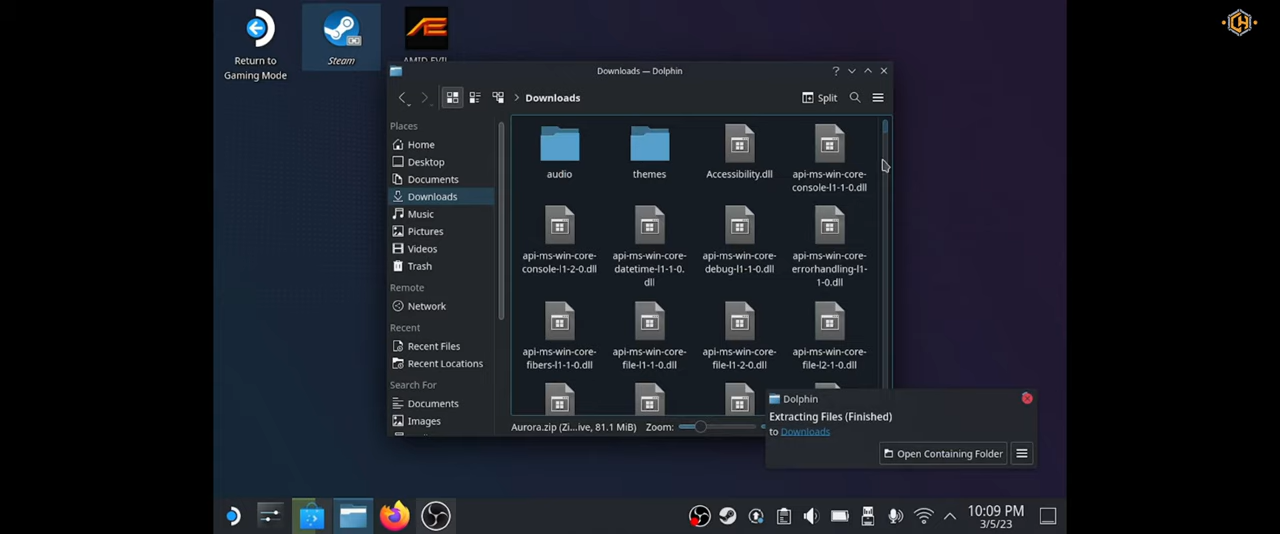 Return to
Gaming Mode
Steam
Downloads — Dolphin
Downloads
Split
Places
Home
Desktop
Documents
Downloads
Music
Pictures
Videos
Trash
Remote
Network
Recent
Recent Files
Recent Locations
Search For
Documents
Images
audio
themes
Accessibility.dll
api-ms-win-core-
console-l1-1-0.dll
api-ms-win-core-
console-l1-2-0.dll
api-ms-win-core-
datetime-l1-1-0.
dll
api-ms-win-core-
debug-l1-1-0.dll
api-ms-win-core-
errorhandling-l1-
1-0.dll
api-ms-win-core-
fibers-l1-1-0.dll
api-ms-win-core-
file-l1-1-0.dll
api-ms-win-core-
file-l1-2-0.dll
api-ms-win-core-
file-l2-1-0.dll
Aurora.zip (Zi...ive, 81.1 MiB)
Zoom:
Dolphin
Extracting Files (Finished)
to Downloads
Open Containing Folder
10:09 PM
3/5/23